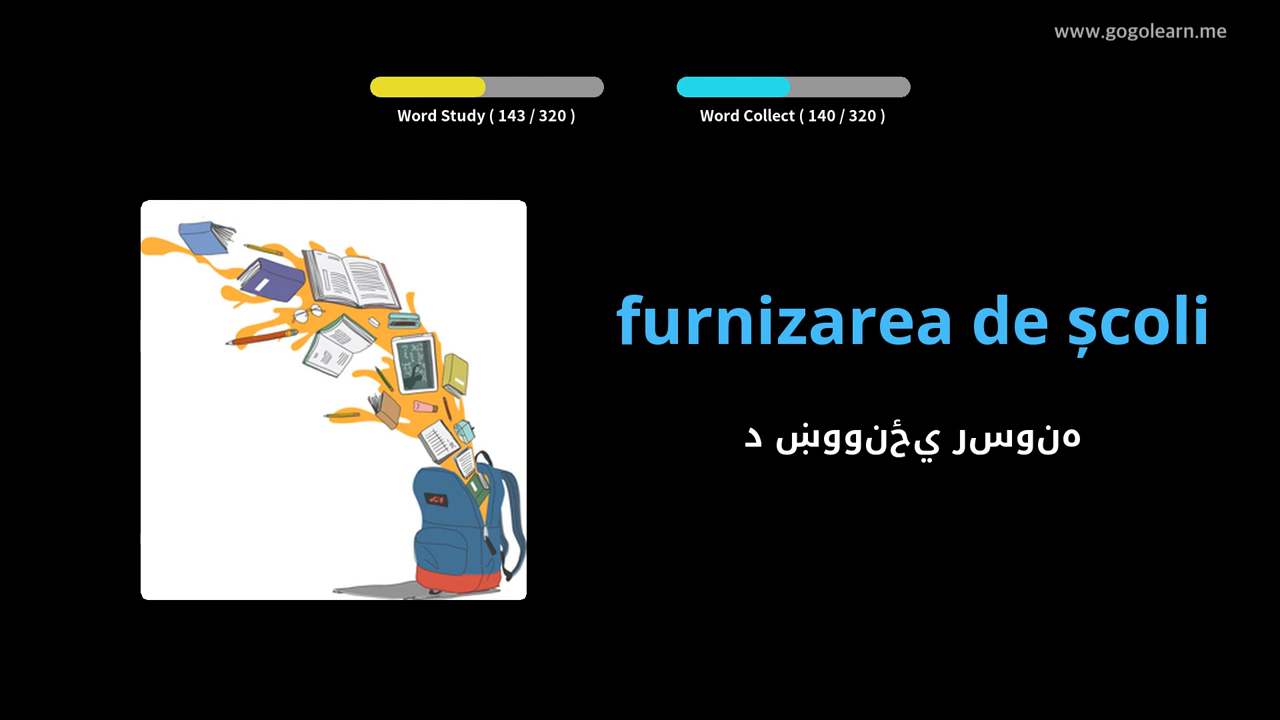 www.gogolearn.me
Word Study ( 143 / 320 )
Word Collect ( 140 / 320 )
furnizarea de școli
د ښوونځي رسونه